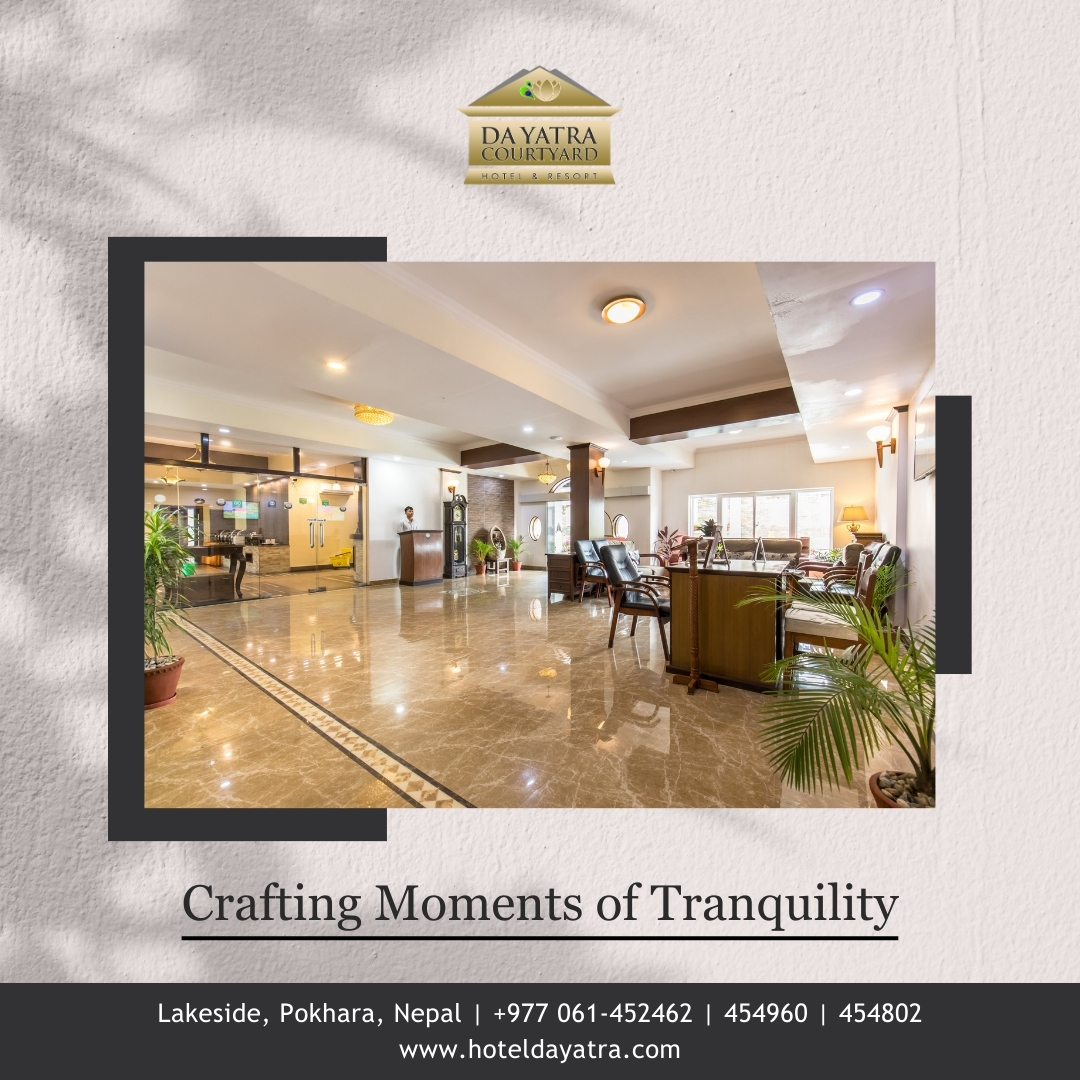 DA YATRA
COURTYARD
HOTEL & RESORT
Crafting Moments of Tranquility
Lakeside, Pokhara, Nepal | +977 061-452462 | 454960 | 454802
www.hoteldayatra.com